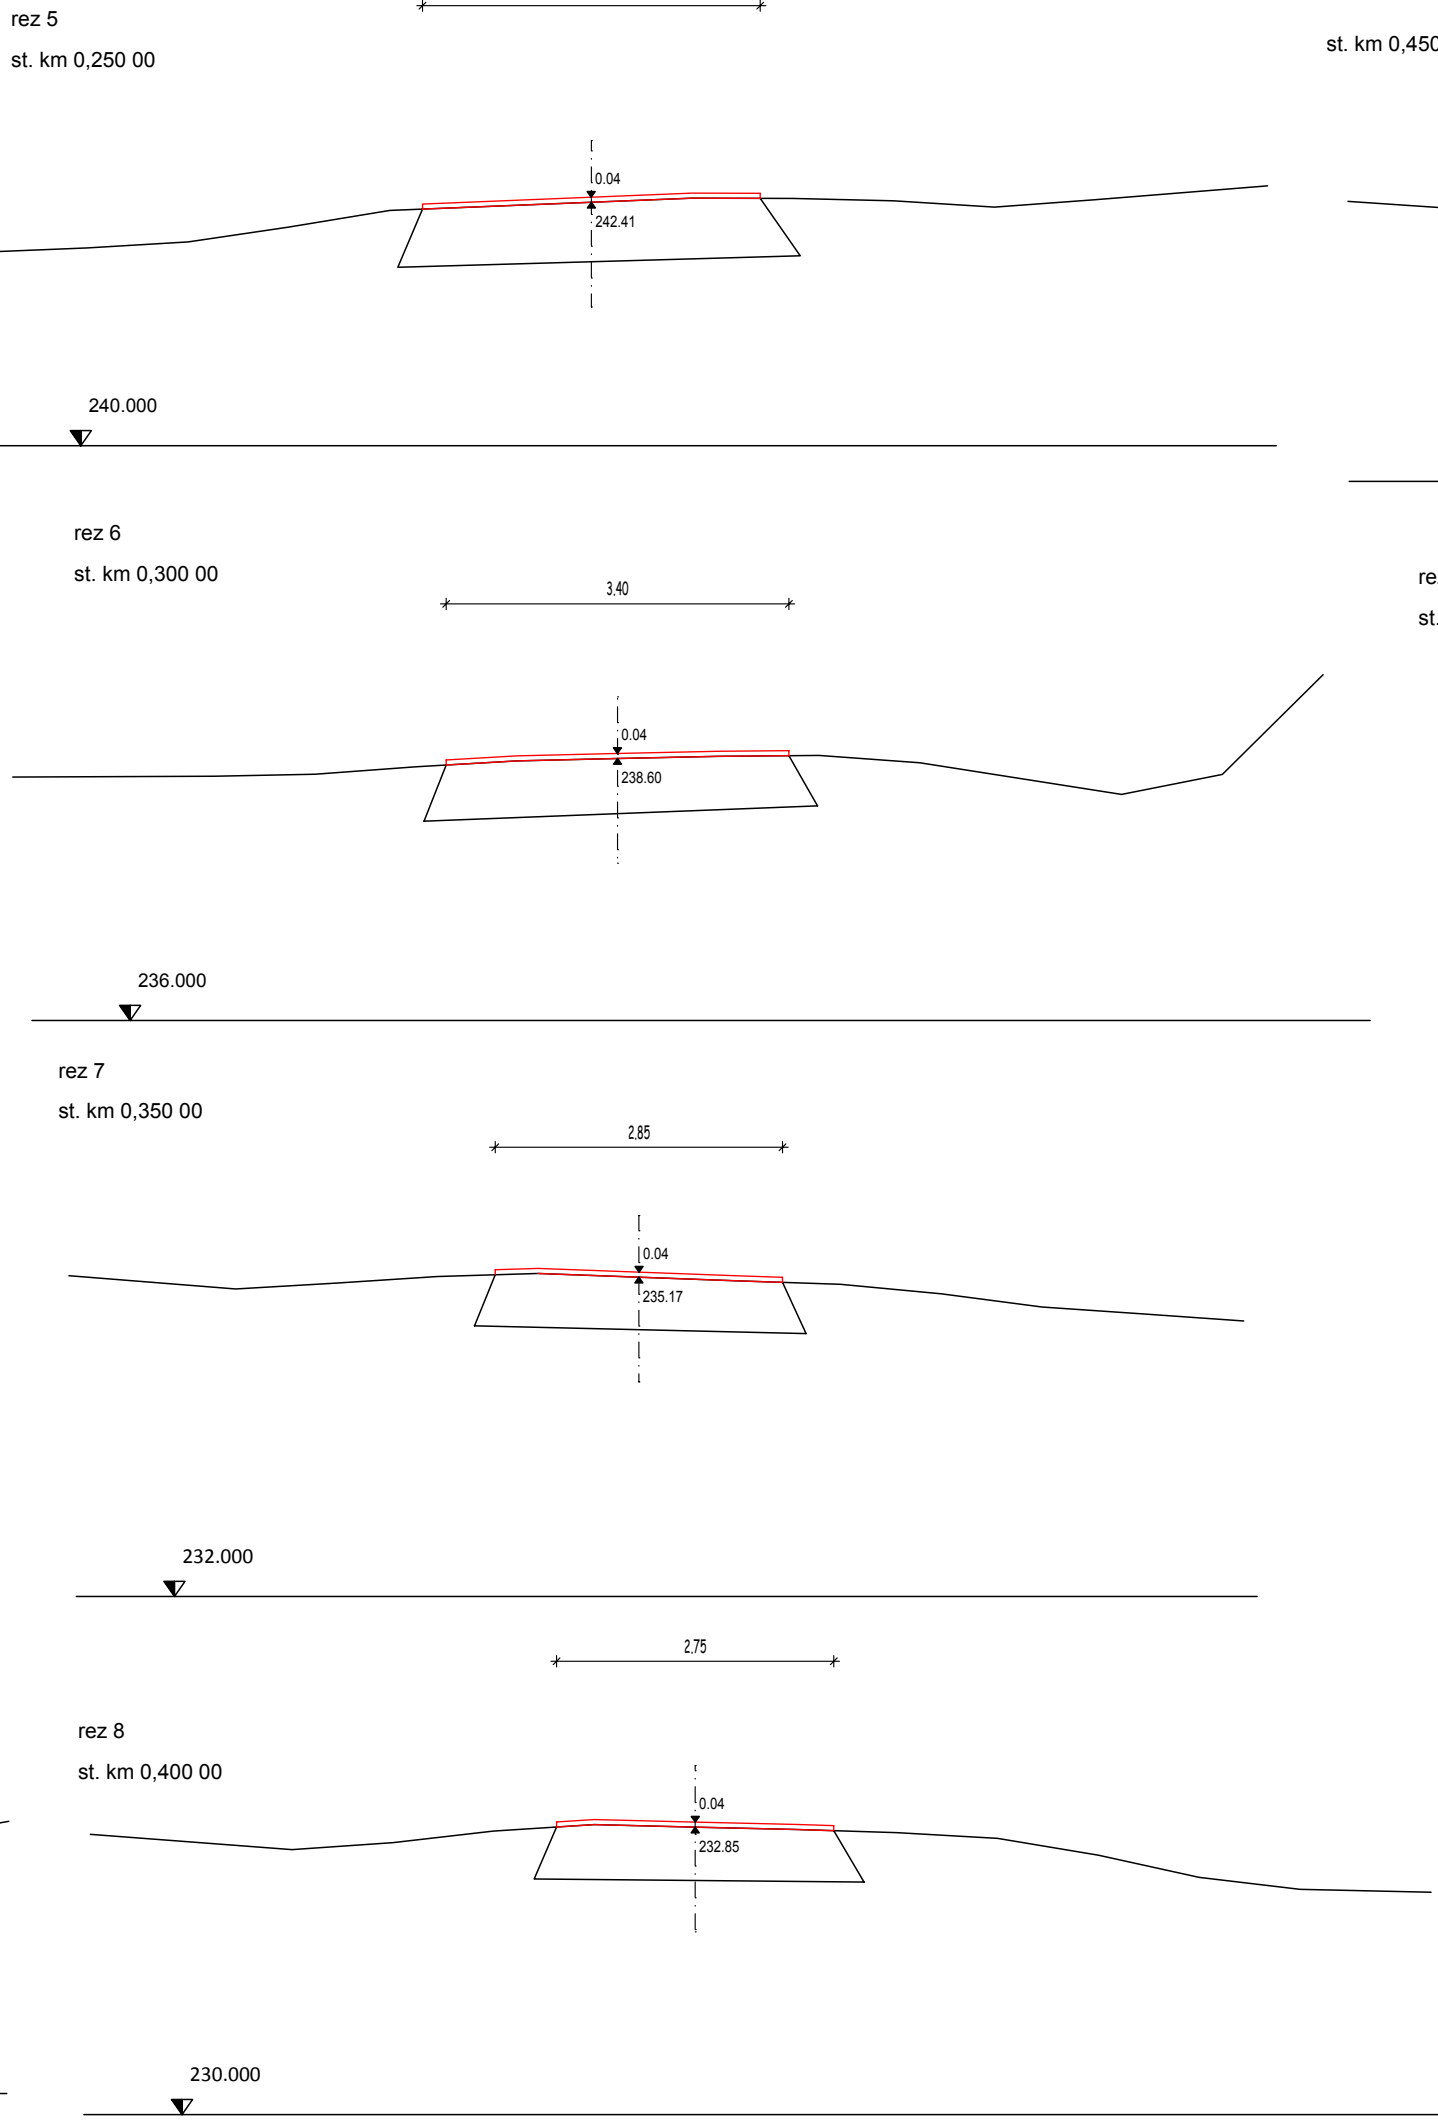 rez 5
st. km 0,250 00
st. km 0,450
0.04
242.41
240.000
rez 6
st. km 0,300 00
3.40
re
st.
0.04
238.60
236.000
rez 7
st. km 0,350 00
2.85
0.04
235.17
232.000
2.75
rez 8
st. km 0,400 00
0.04
232.85
230.000